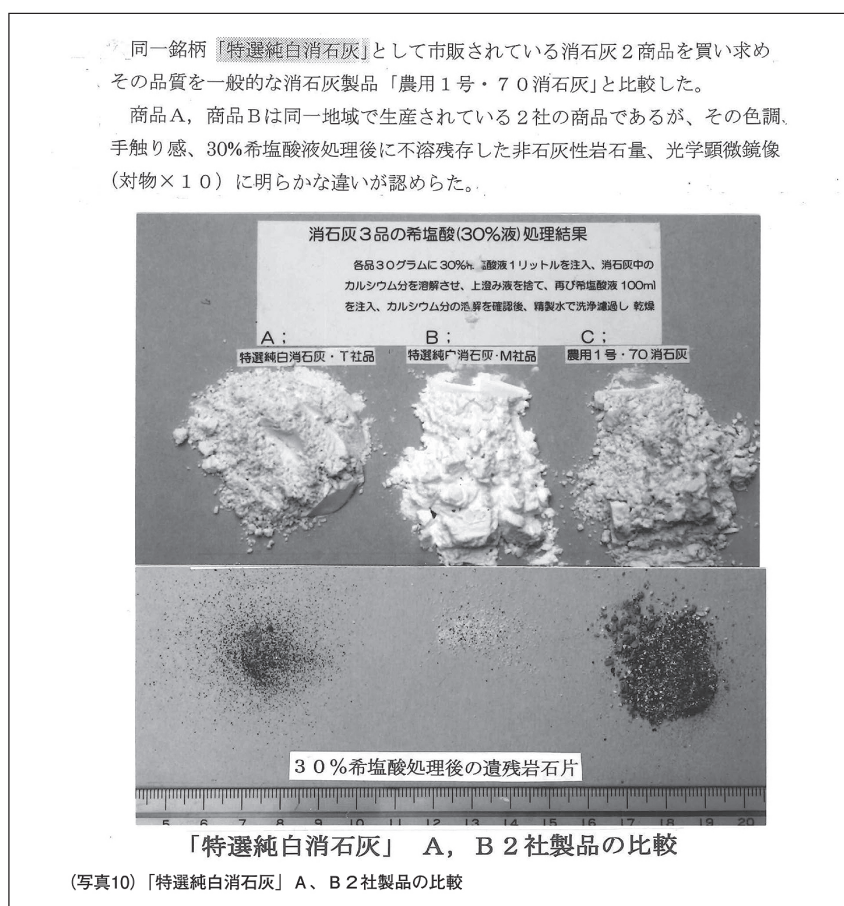 同一銘柄「特選純白消石灰」として市販されている消石灰２商品を買い求め
その品質を一般的な消石灰製品「農用１号・７０消石灰」と比較した。
商品Ａ，商品Ｂは同一地域で生産されている２社の商品であるが、その色調、
手触り感、30%希塩酸液処理後に不溶残存した非石灰性岩石量、光学顕微鏡像
(対物×１０）に明らかな違いが認めらた。
消石灰３品の希塩酸(30%液)処理結果
各品３０グラムに30% 塩酸液１リットルを注入、消石灰中の
カルシウム分を溶解させ、上澄み液を捨て、再び希塩酸液100ml
を注入、カルシウム分の溶解を確認後、精製水で洗浄濾過し 乾燥
A； B； C；
特選純白消石灰・T社品 特選純白消石灰・M社品 農用１号・70消石灰
３０％希塩酸処理後の遺残岩石片
5 6 7 8 9 10 11 12 13 14 15 16 17 18 19 20
「特選純白消石灰」 Ａ，Ｂ２社製品の比較
(写真10)「特選純白消石灰」Ａ、Ｂ２社製品の比較